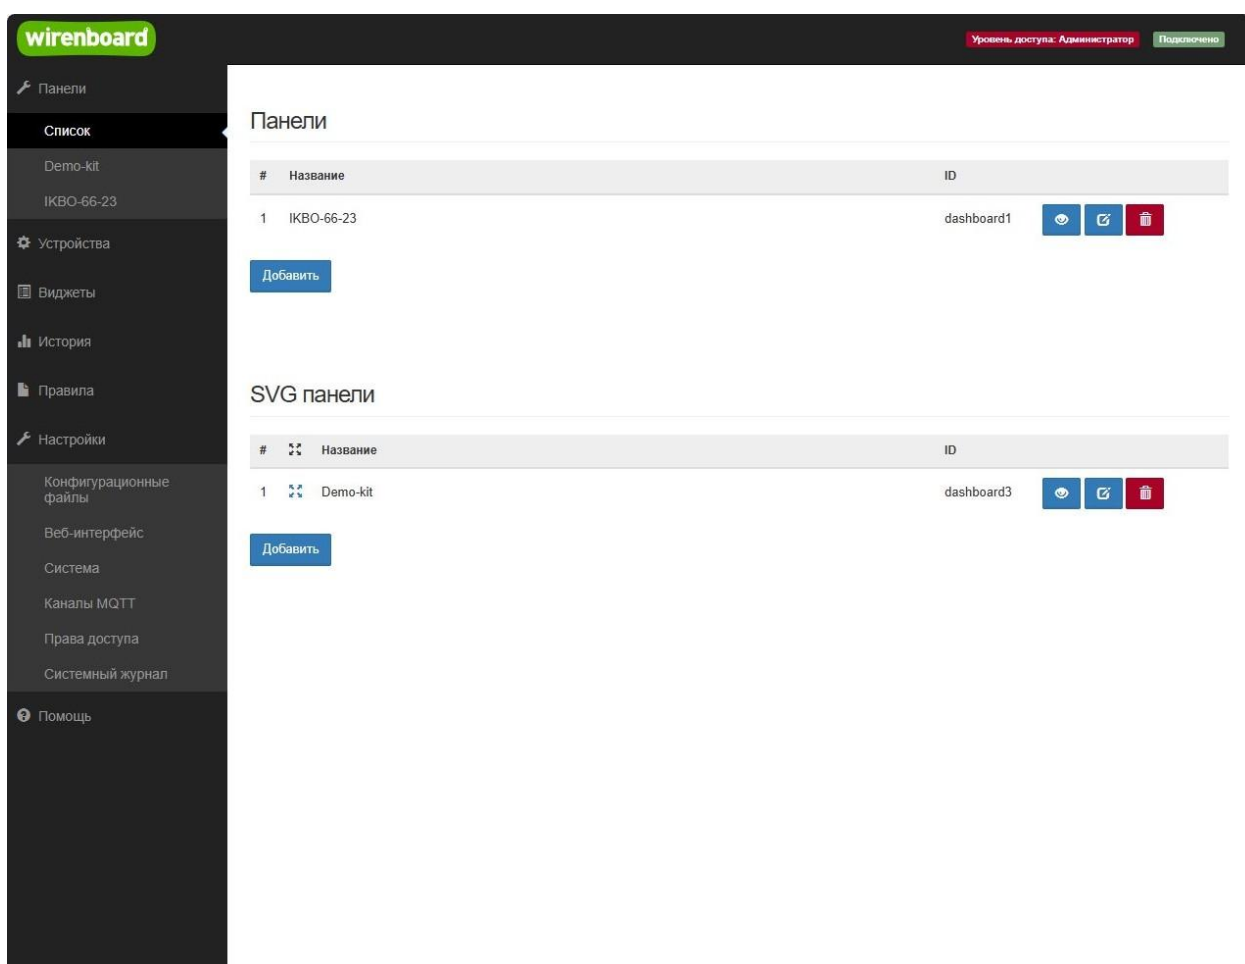 wirenboard
Уровень доступа: Администратор Подключено
Панели
Список
Demo-kit
IKBO-66-23
Устройства
Виджеты
История
Правила
Настройки
Конфигурационные
файлы
Веб-интерфейс
Система
Каналы MQTT
Права доступа
Системный журнал
Помощь
Панели
# Название ID
1 IKBO-66-23 dashboard1
Добавить
SVG панели
# Название ID
1 Demo-kit dashboard3
Добавить